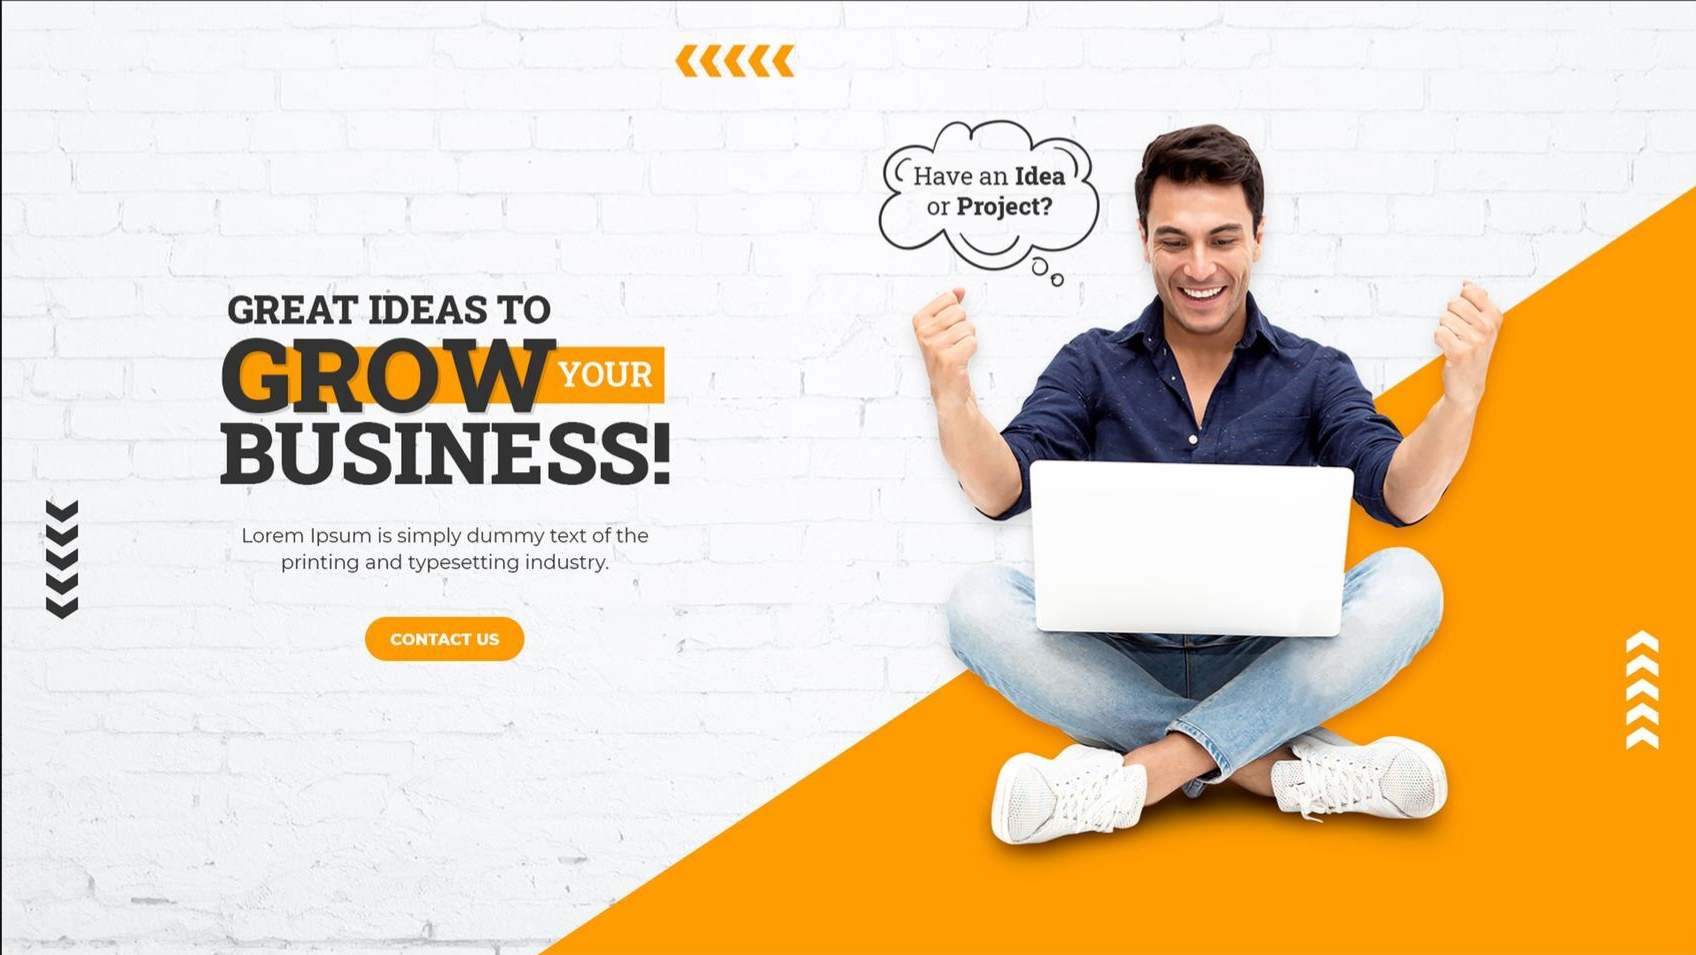 Have an Idea
or Project?
GREAT IDEAS TO
GROW YOUR
BUSINESS!
Lorem Ipsum is simply dummy text of the
printing and typesetting industry.
CONTACT US